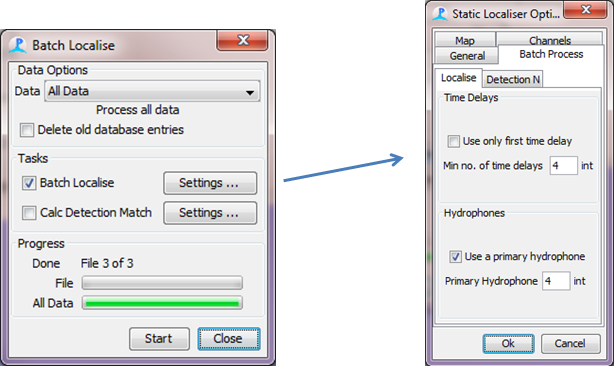 Batch Localise
Data Options
Data All Data
Process all data
Delete old database entries
Tasks
Batch Localise Settings ...
Calc Detection Match Settings ...
Progress
Done File 3 of 3
File
All Data
Start Close
Static Localiser Opti...
Map Channels
General Batch Process
Localise Detection N
Time Delays
Use only first time delay
Min no. of time delays 4 int
Hydrophones
Use a primary hydrophone
Primary Hydrophone 4 int
Ok Cancel